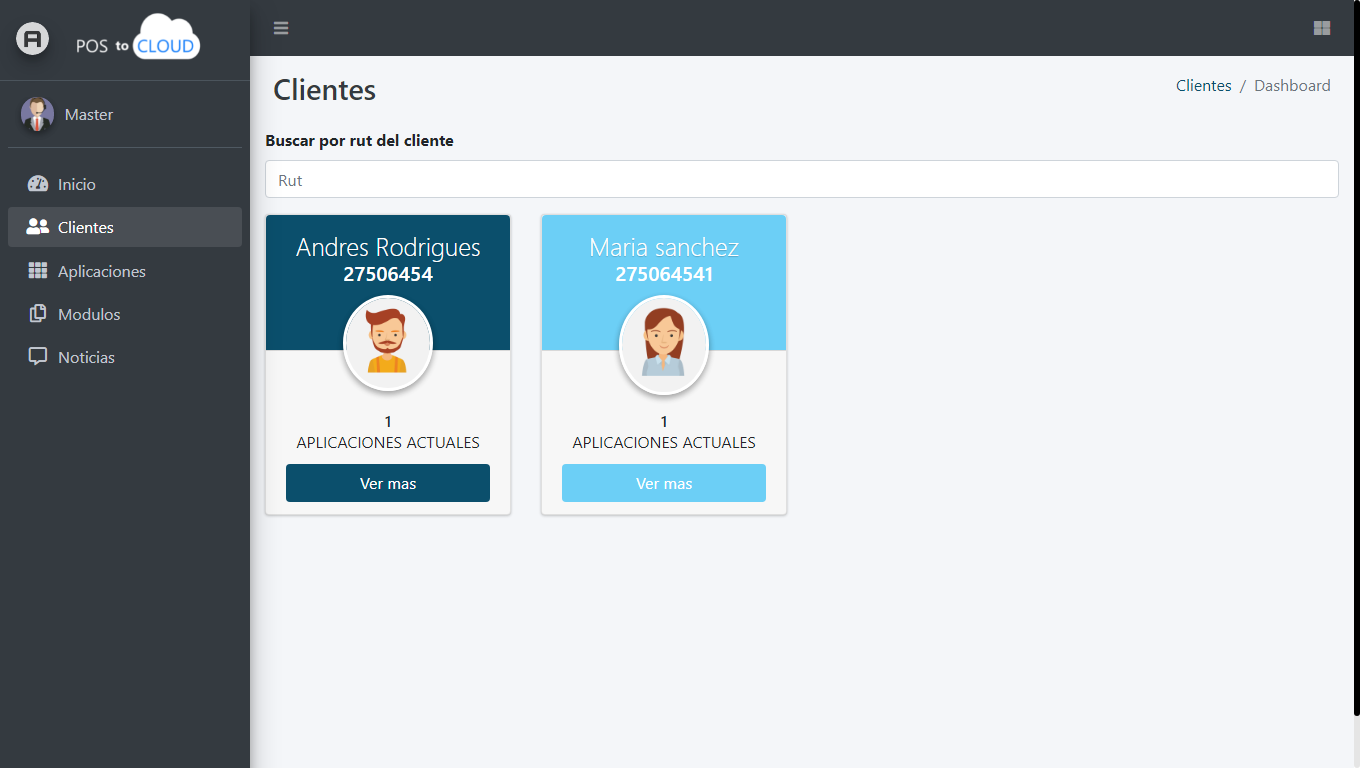 A
POS to CLOUD
Master
Inicio
Clientes
Aplicaciones
Modulos
Noticias
Clientes
Clientes / Dashboard
Buscar por rut del cliente
Rut
Andres Rodrigues
27506454
1
APLICACIONES ACTUALES
Ver mas
Maria sanchez
275064541
1
APLICACIONES ACTUALES
Ver mas